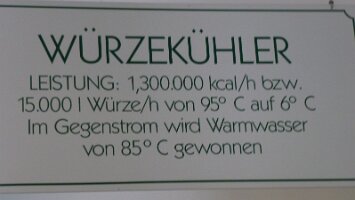 WÜRZEKÜHLER
LEISTUNG: 1,300.000 kcal/h bzw.
15.000 l Würze/h von 95° C auf 6° C
Im Gegenstrom wird Warmwasser
von 85° C gewonnen